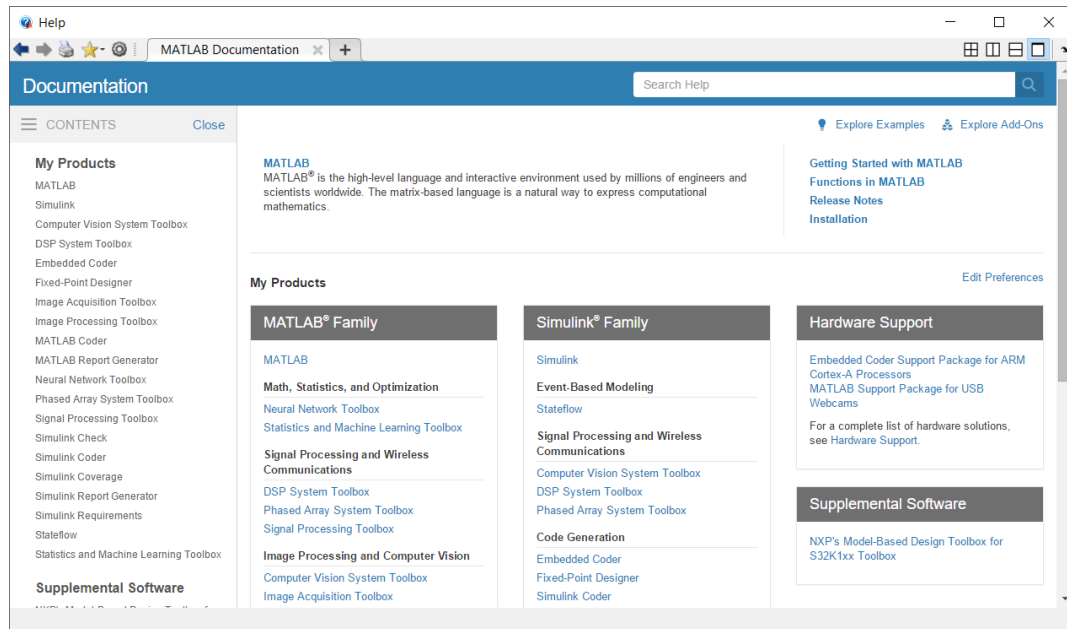 Help
MATLAB Documentation
Documentation
Search Help
CONTENTS
Close
My Products
MATLAB
Simulink
Computer Vision System Toolbox
DSP System Toolbox
Embedded Coder
Fixed-Point Designer
Image Acquisition Toolbox
Image Processing Toolbox
MATLAB Coder
MATLAB Report Generator
Neural Network Toolbox
Phased Array System Toolbox
Signal Processing Toolbox
Simulink Check
Simulink Coder
Simulink Coverage
Simulink Report Generator
Simulink Requirements
Stateflow
Statistics and Machine Learning Toolbox
Supplemental Software
Explore Examples
Explore Add-Ons
MATLAB
MATLAB® is the high-level language and interactive environment used by millions of engineers and
scientists worldwide. The matrix-based language is a natural way to express computational
mathematics.
Getting Started with MATLAB
Functions in MATLAB
Release Notes
Installation
My Products
Edit Preferences
MATLAB® Family
MATLAB
Math, Statistics, and Optimization
Neural Network Toolbox
Statistics and Machine Learning Toolbox
Signal Processing and Wireless
Communications
DSP System Toolbox
Phased Array System Toolbox
Signal Processing Toolbox
Image Processing and Computer Vision
Computer Vision System Toolbox
Image Acquisition Toolbox
Simulink® Family
Simulink
Event-Based Modeling
Stateflow
Signal Processing and Wireless
Communications
Computer Vision System Toolbox
DSP System Toolbox
Phased Array System Toolbox
Code Generation
Embedded Coder
Fixed-Point Designer
Simulink Coder
Hardware Support
Embedded Coder Support Package for ARM
Cortex-A Processors
MATLAB Support Package for USB
Webcams
For a complete list of hardware solutions,
see Hardware Support.
Supplemental Software
NXP's Model-Based Design Toolbox for
S32K1xx Toolbox